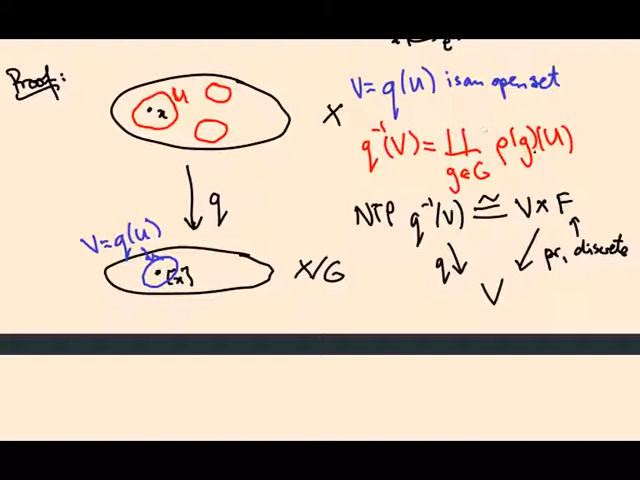 Proof:
U
x
X
V = q(U) is an open set
q⁻¹(V) = ∐ ρ(g)(U)
g∈G
q
NTP q⁻¹(V) ≅ V × F
V = q(U)
[x]
X/G
q
pr₁
discrete
V